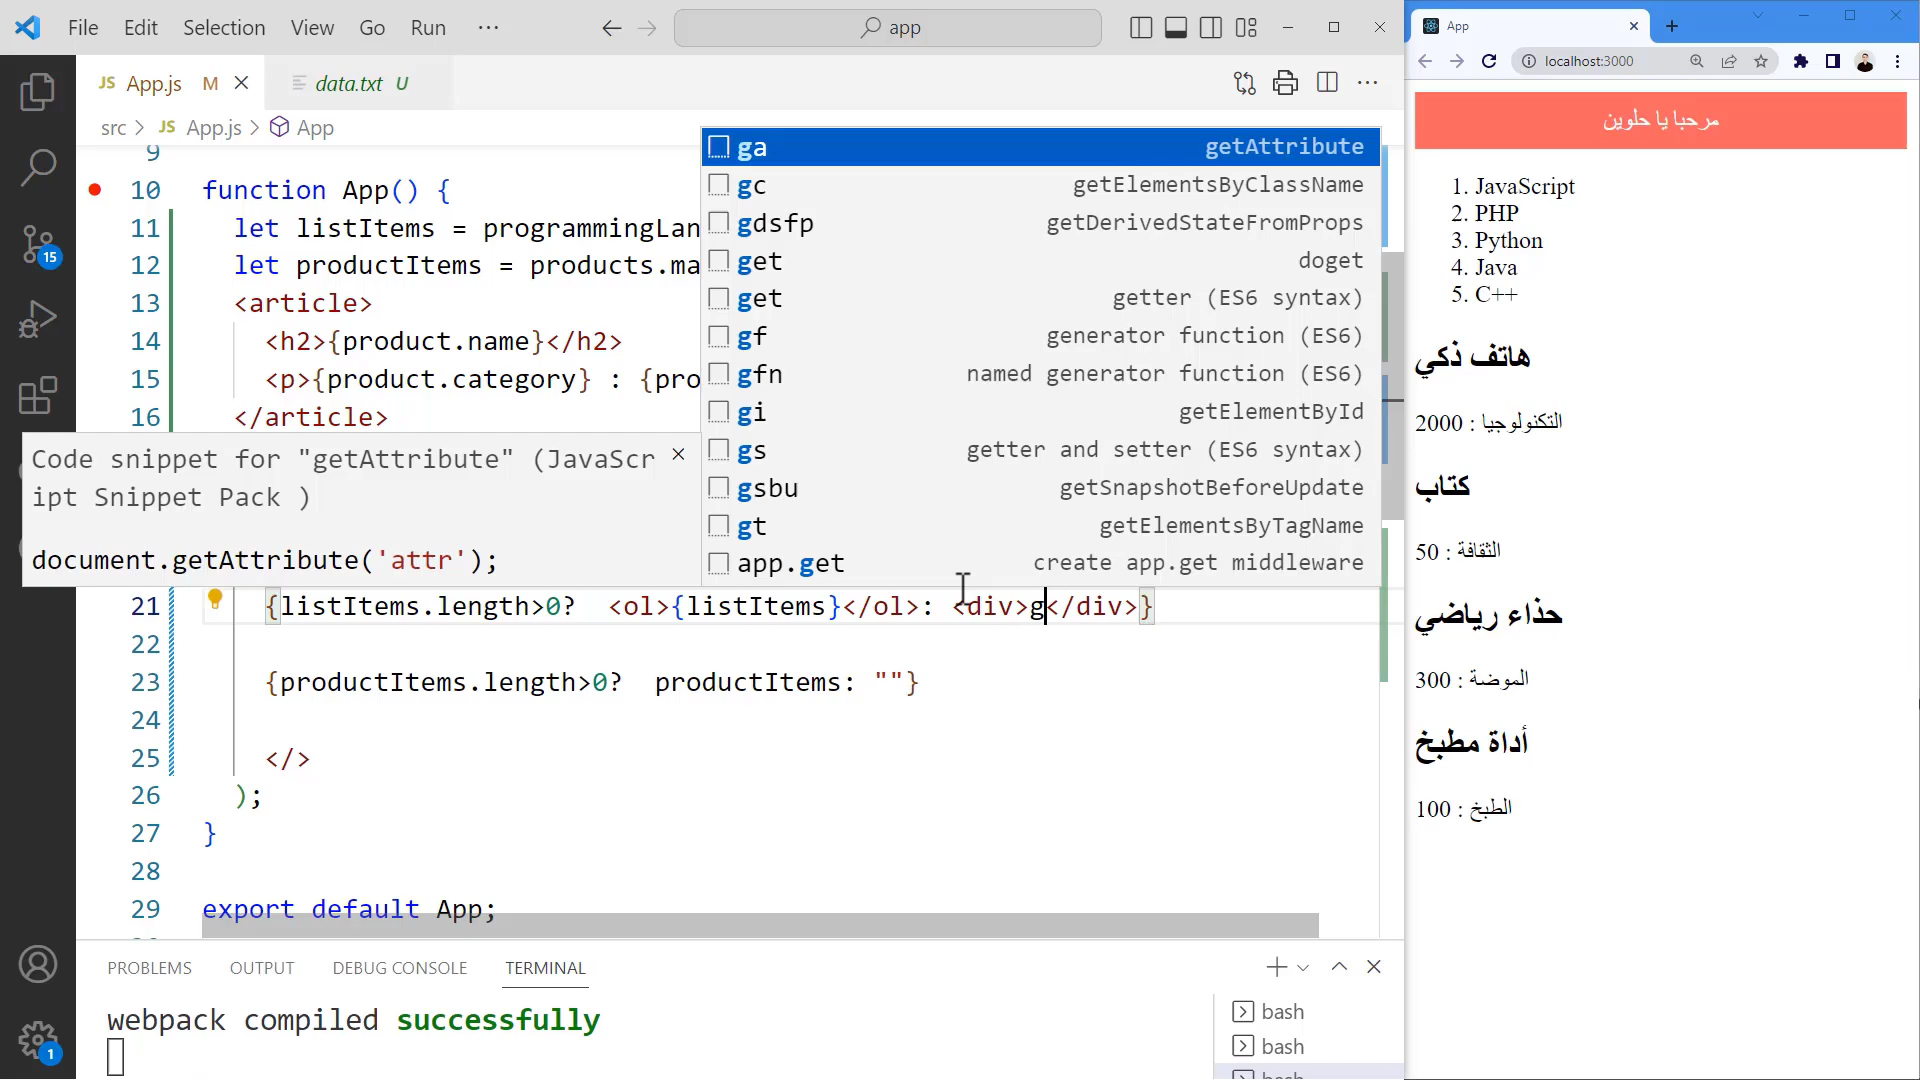 File Edit Selection View Go Run ··· app
JS App.js M data.txt U
src > JS App.js > App
9
10 function App() {
11 let listItems = programmingLan
12 let productItems = products.ma
13 <article>
14 <h2>{product.name}</h2>
15 <p>{product.category} : {pro
16 </article>
ga getAttribute
gc getElementsByClassName
gdsfp getDerivedStateFromProps
get doget
get getter (ES6 syntax)
gf generator function (ES6)
gfn named generator function (ES6)
gi getElementById
gs getter and setter (ES6 syntax)
gsbu getSnapshotBeforeUpdate
gt getElementsByTagName
app.get create app.get middleware
Code snippet for "getAttribute" (JavaScr
ipt Snippet Pack )
document.getAttribute('attr');
21 {listItems.length>0? <ol>{listItems}</ol>: <div>g</div>}
22
23 {productItems.length>0? productItems: ""}
24
25 </>
26 );
27 }
28
29 export default App;
15
1
PROBLEMS OUTPUT DEBUG CONSOLE TERMINAL
webpack compiled successfully
bash
bash
bash
App
localhost:3000
مرحبا يا حلوين
1. JavaScript
2. PHP
3. Python
4. Java
5. C++
هاتف ذكي
التكنولوجيا : 2000
كتاب
الثقافة : 50
حذاء رياضي
الموضة : 300
أداة مطبخ
الطبخ : 100